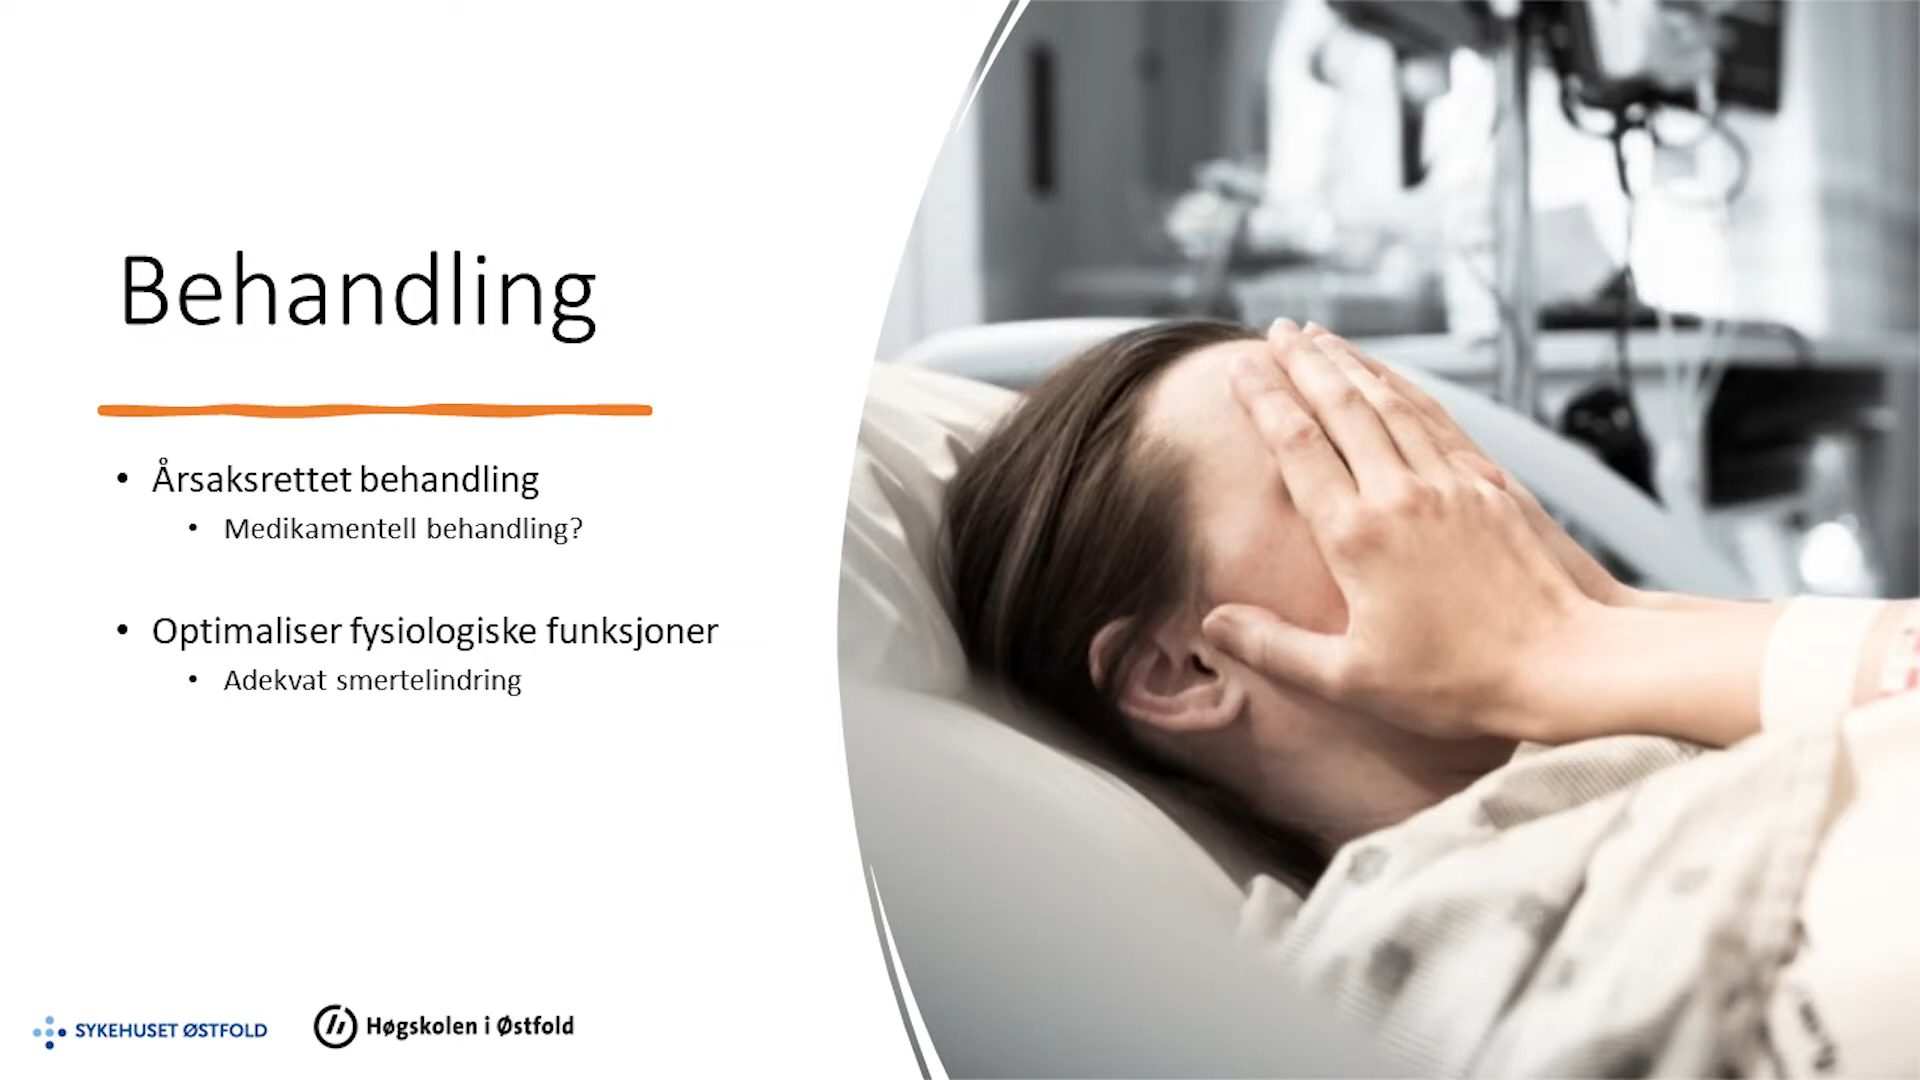 Behandling
• Årsaksrettet behandling
• Medikamentell behandling?
• Optimaliser fysiologiske funksjoner
• Adekvat smertelindring
SYKEHUSET ØSTFOLD
Høgskolen i Østfold